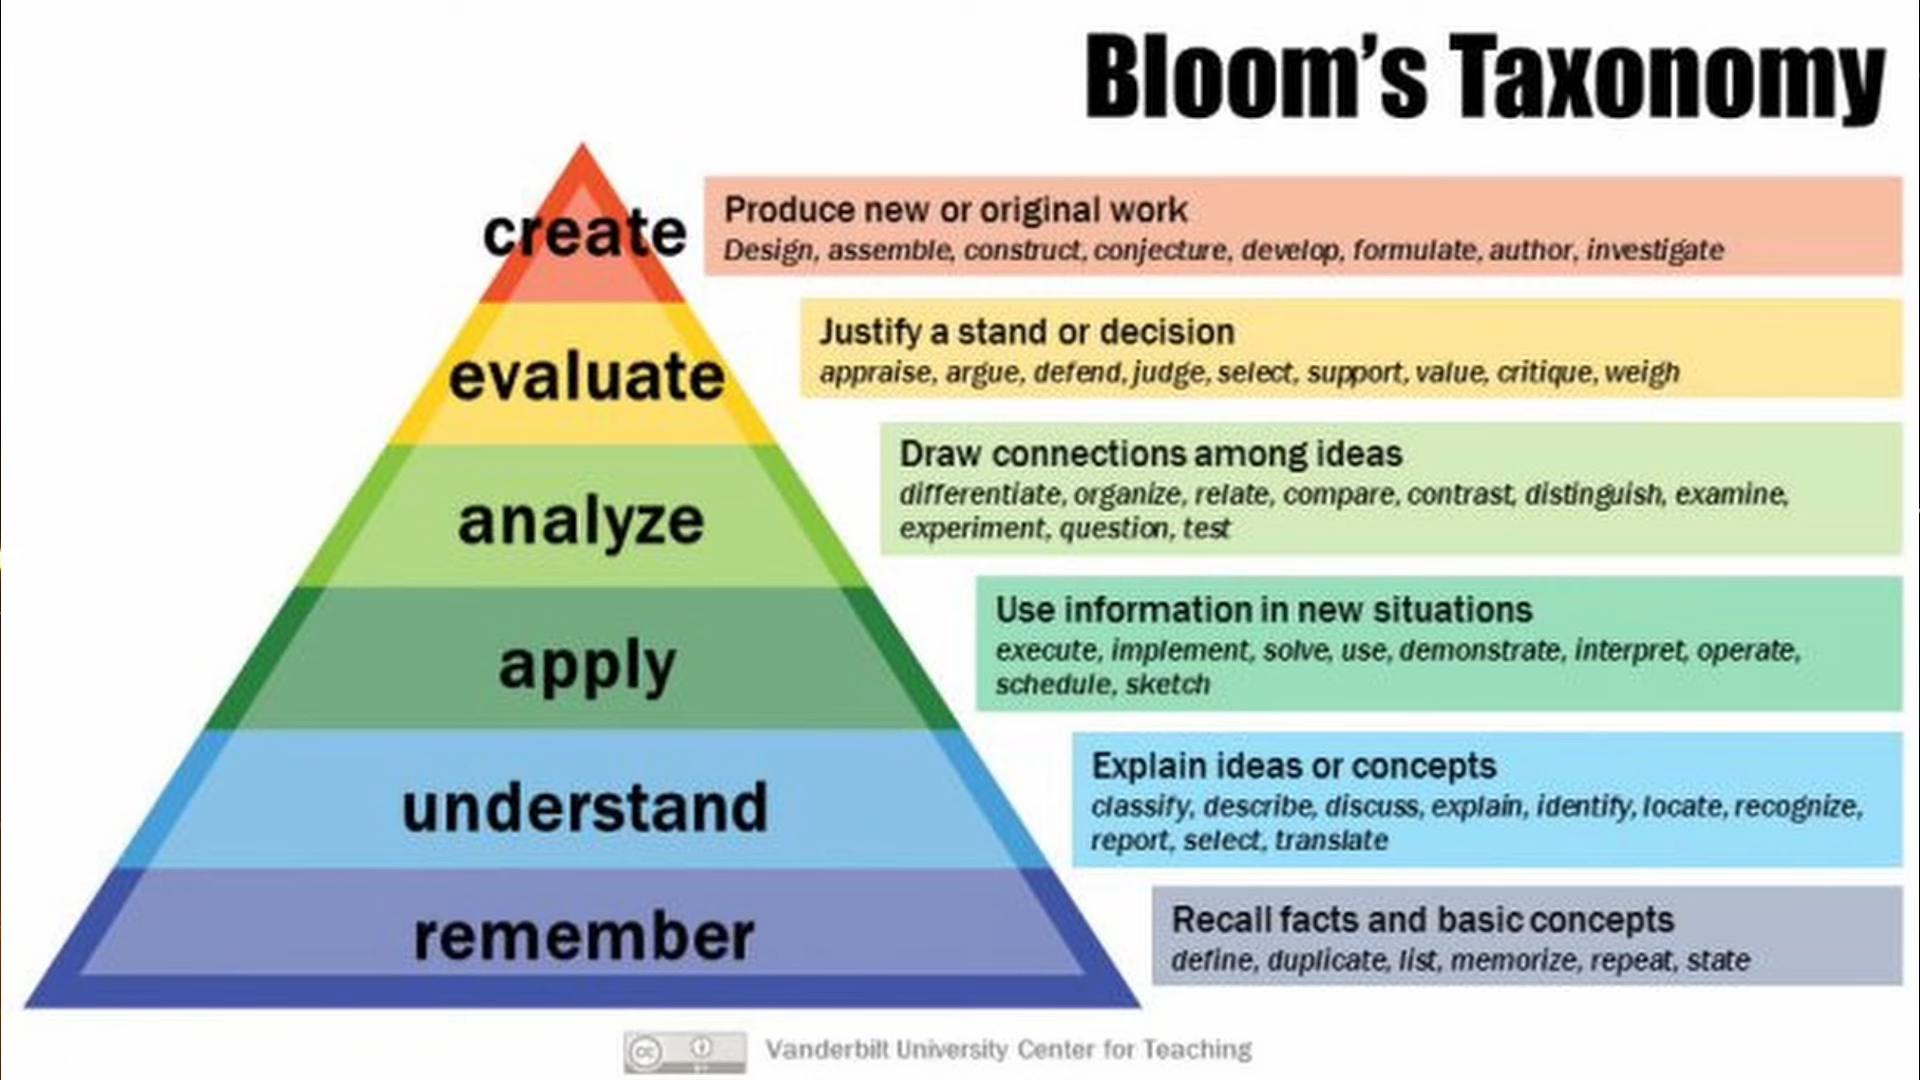 Bloom's Taxonomy
create
Produce new or original work
Design, assemble, construct, conjecture, develop, formulate, author, investigate
evaluate
Justify a stand or decision
appraise, argue, defend, judge, select, support, value, critique, weigh
analyze
Draw connections among ideas
differentiate, organize, relate, compare, contrast, distinguish, examine,
experiment, question, test
apply
Use information in new situations
execute, implement, solve, use, demonstrate, interpret, operate,
schedule, sketch
understand
Explain ideas or concepts
classify, describe, discuss, explain, identify, locate, recognize,
report, select, translate
remember
Recall facts and basic concepts
define, duplicate, list, memorize, repeat, state
cc
Vanderbilt University Center for Teaching